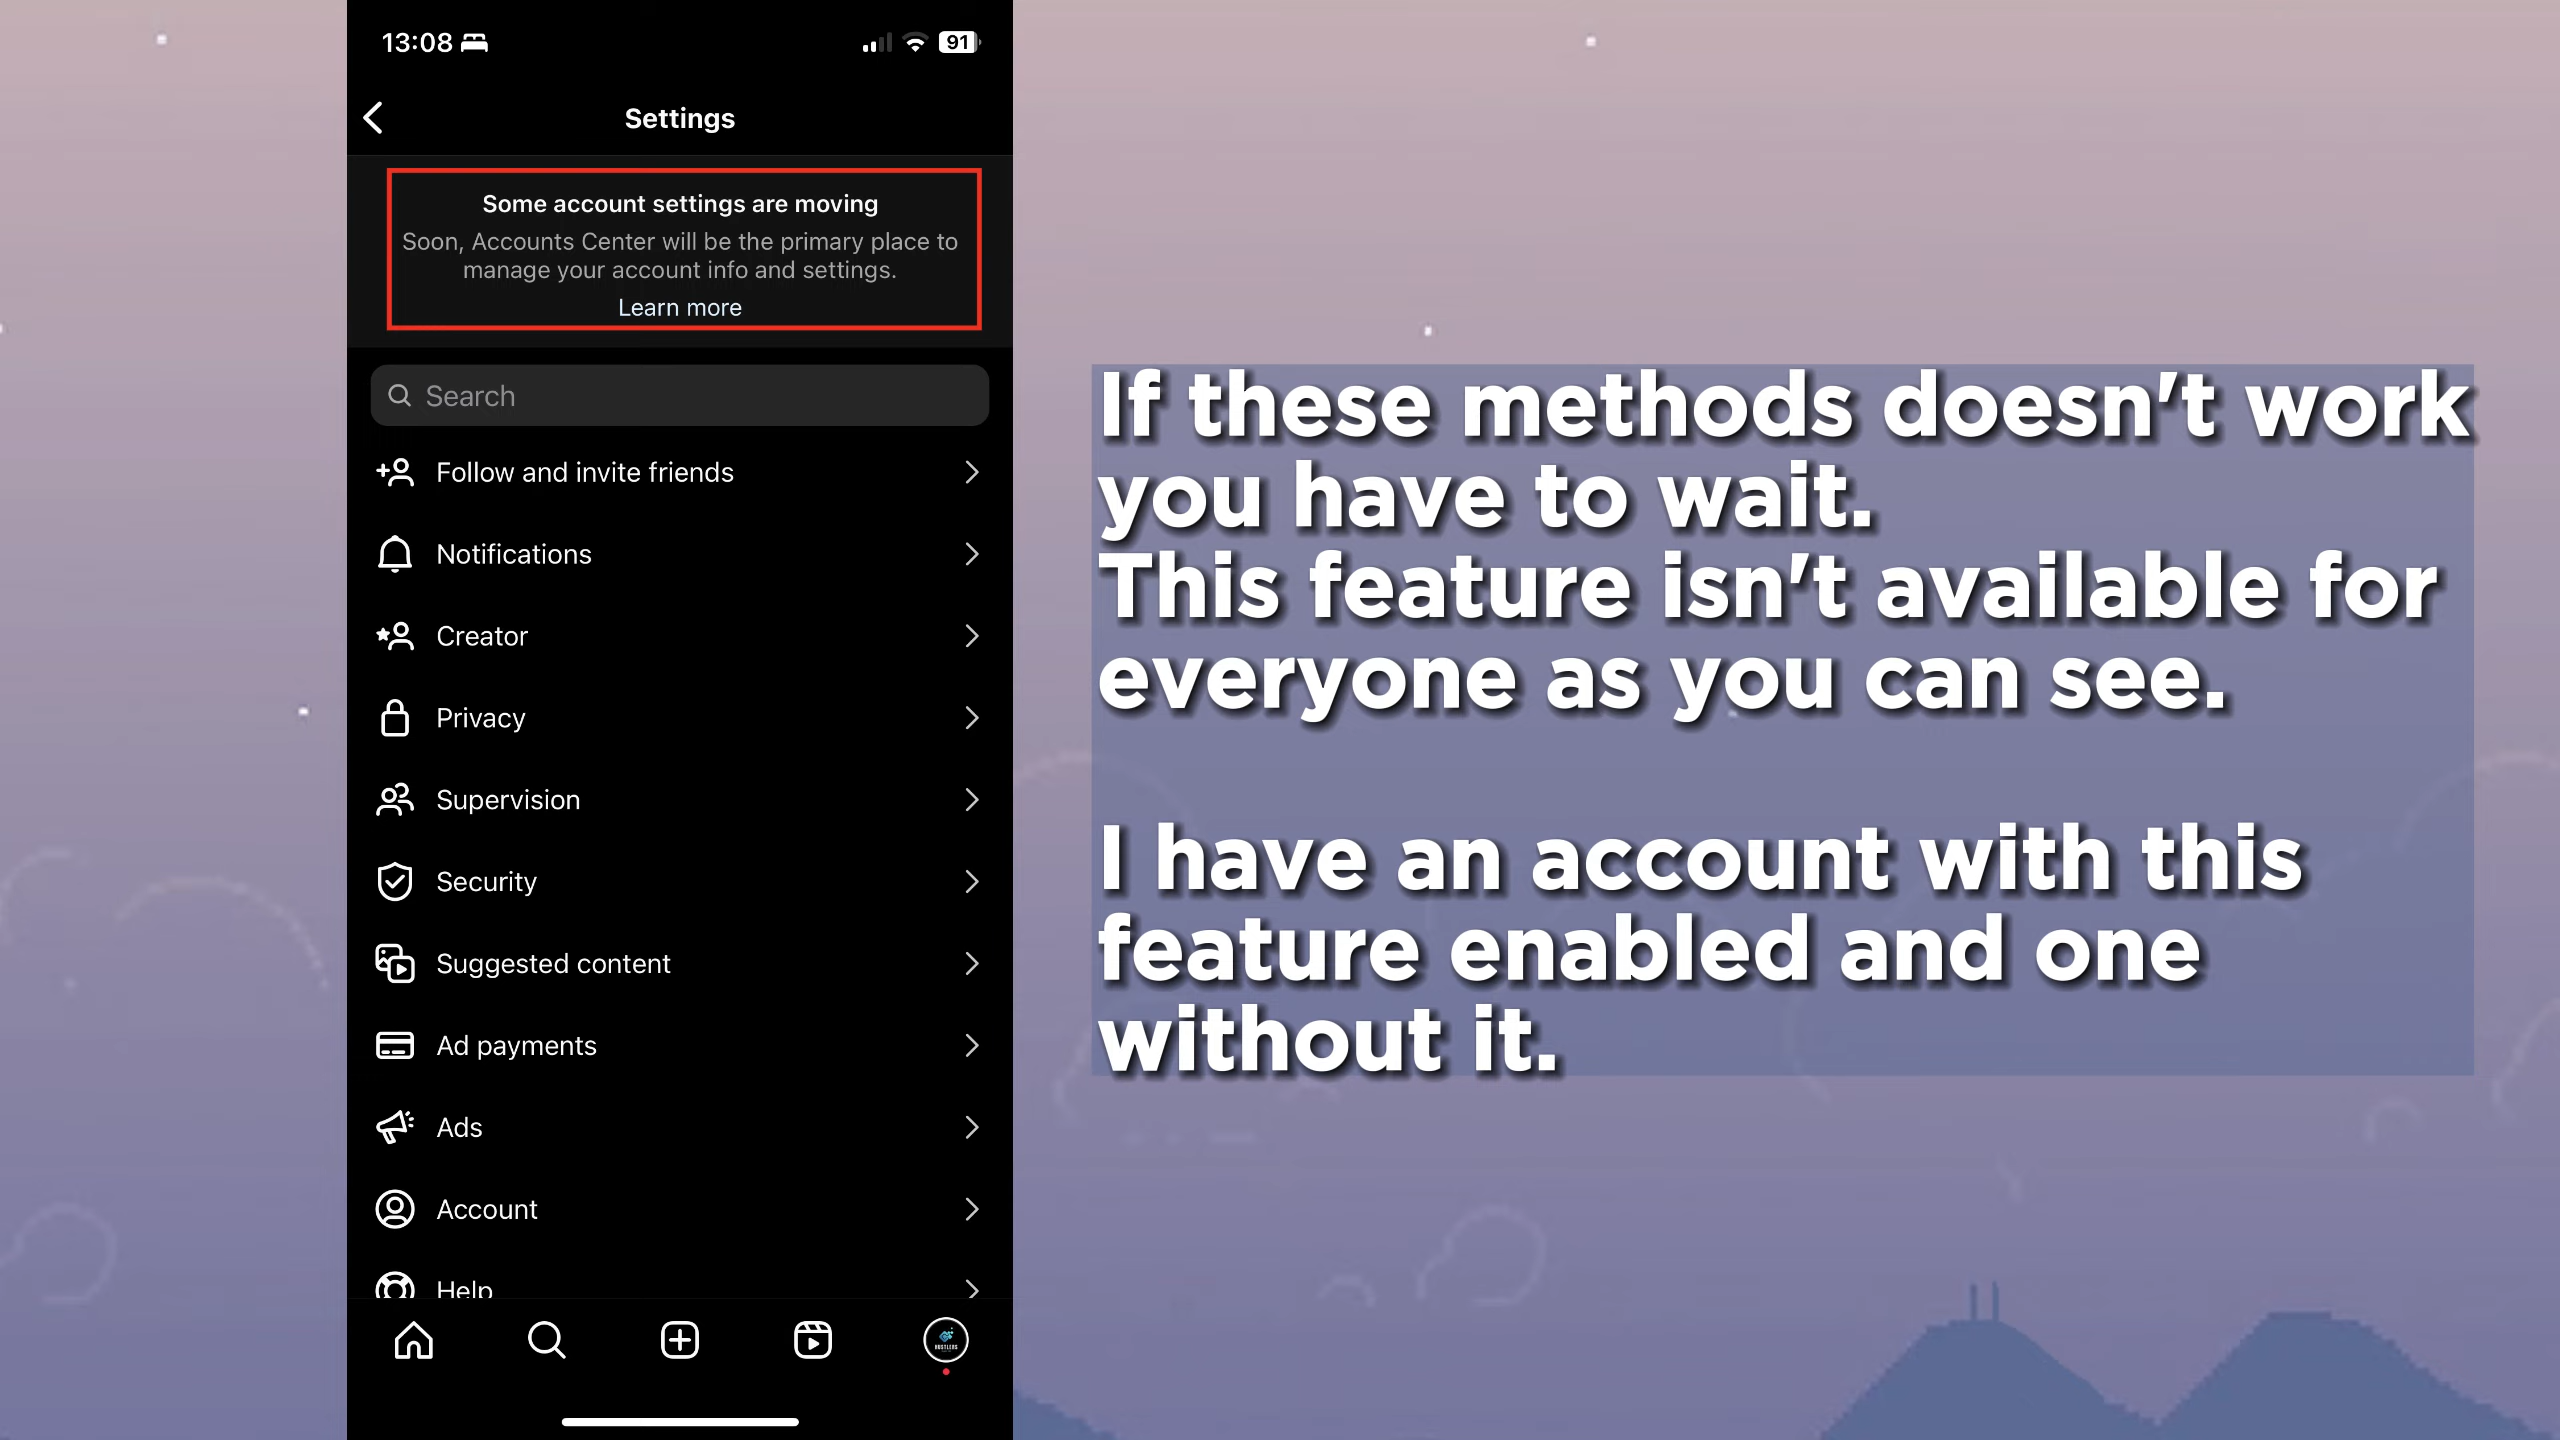 13:08
91
Settings
Some account settings are moving
Soon, Accounts Center will be the primary place to
manage your account info and settings.
Learn more
Search
Follow and invite friends
Notifications
Creator
Privacy
Supervision
Security
Suggested content
Ad payments
Ads
Account
Help
HUSTLERS
If these methods doesn't work
you have to wait.
This feature isn't available for
everyone as you can see.
I have an account with this
feature enabled and one
without it.